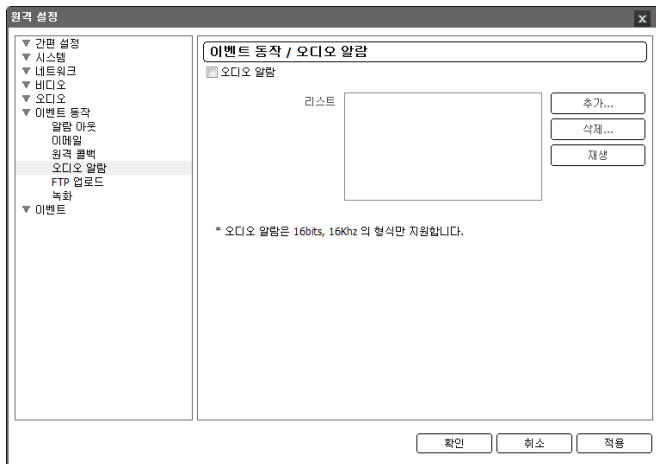 원격 설정
간편 설정
시스템
네트워크
비디오
오디오
이벤트 동작
알람 아웃
이메일
원격 콜백
오디오 알람
FTP 업로드
녹화
이벤트
이벤트 동작 / 오디오 알람
오디오 알람
리스트
추가...
삭제...
재생
* 오디오 알람은 16bits, 16Khz 의 형식만 지원합니다.
확인
취소
적용